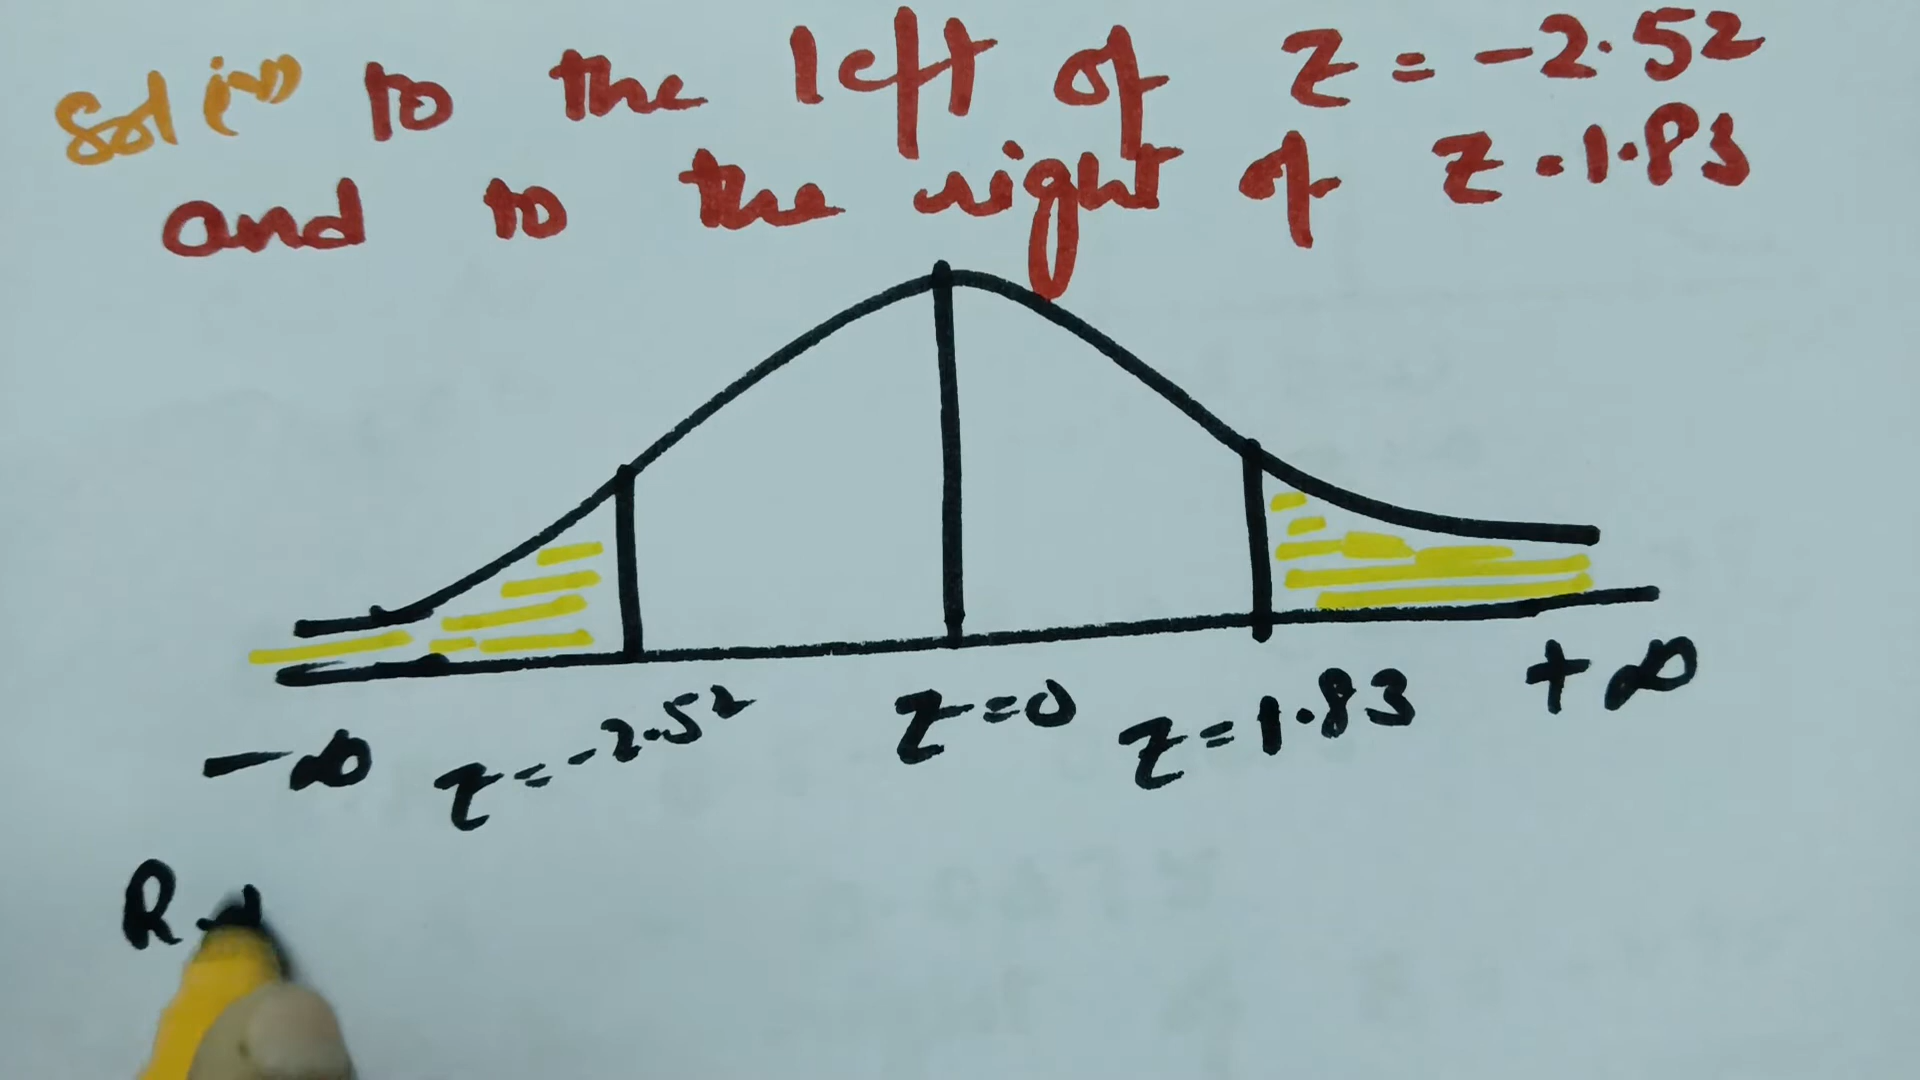 Sol iv) to the left of z = -2.52
and to the right of z = 1.83
-∞ z = -2.52 z=0 z=1.83 +∞
R